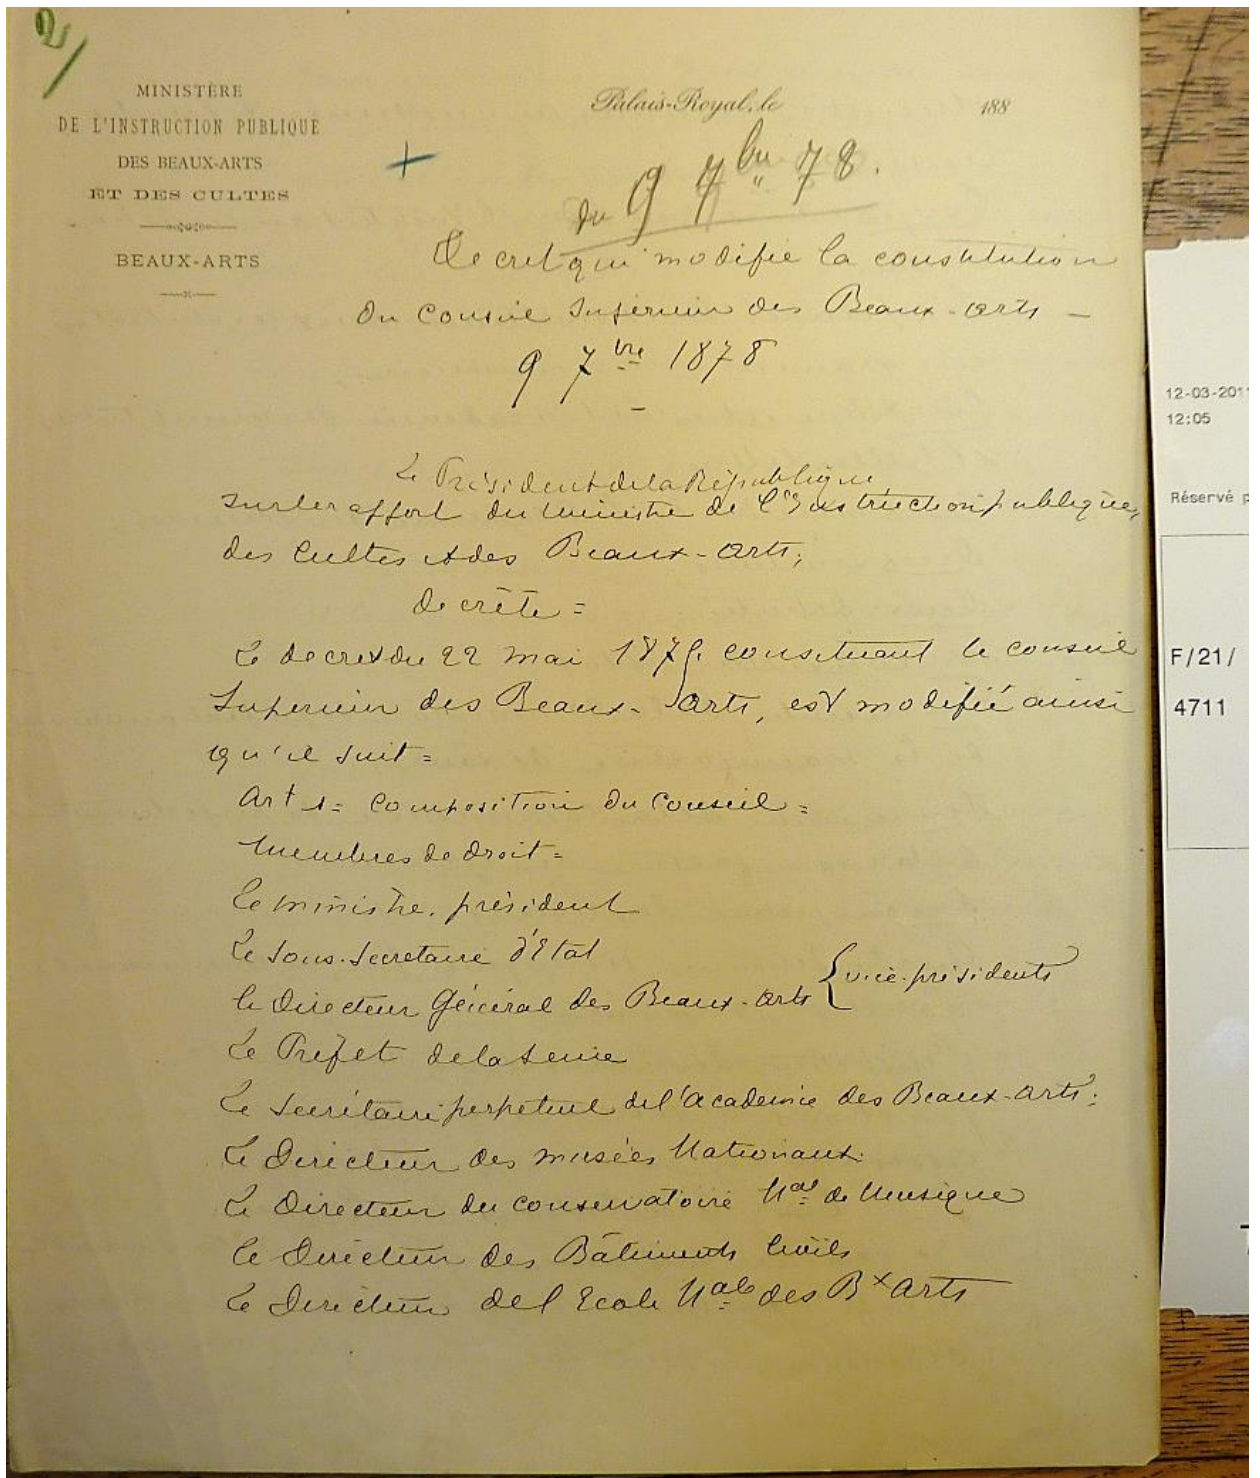 2/
MINISTÈRE
DE L'INSTRUCTION PUBLIQUE
DES BEAUX-ARTS
ET DES CULTES
BEAUX-ARTS
Palais-Royal, le 188
+
du 9 7bre 78.
Decret qui modifie la constitution
du Conseil Supérieur des Beaux-Arts —
9 7bre 1878
Le Président de la République,
sur le rapport du Ministre de l'Instruction publique,
des Cultes et des Beaux-Arts,
décrète =
Le décret du 22 mai 1875, constituant le conseil
Supérieur des Beaux-Arts, est modifié ainsi
qu'il suit =
Art 1 = Composition du Conseil =
Membres de droit =
Le ministre, président
Le Sous-Secrétaire d'Etat
le Directeur Général des Beaux-Arts { vice-présidents
Le Préfet de la Seine
Le Secrétaire perpétuel de l'académie des Beaux-Arts.
Le Directeur des musées Nationaux.
Le Directeur du conservatoire Nal de Musique
Le Directeur des Bâtiments Civils
Le Directeur de l'Ecole Nale des Bx Arts
12-03-2011
12:05
Réservé p
F/21/
4711